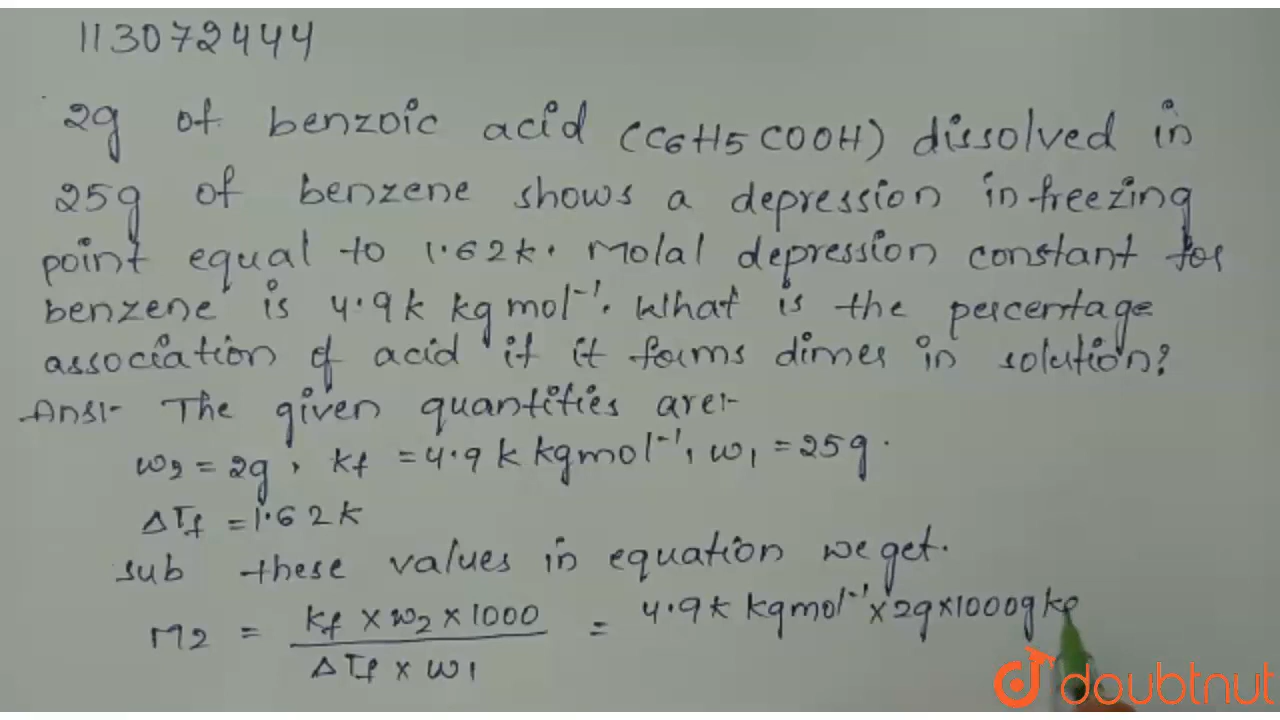 113072444
2g of benzoic acid (C6H5COOH) dissolved in
25g of benzene shows a depression in freezing
point equal to 1.62k. Molal depression constant for
benzene is 4.9k kg mol⁻¹. What is the percentage
association of acid if it forms dimer in solution?
Ans:- The given quantities are:-
w2 = 2g, kf = 4.9 k kgmol⁻¹, w1 = 25g.
ΔTf = 1.62k
sub these values in equation we get.
M2 = kf × w2 × 1000 / ΔTf × w1 = 4.9k kgmol⁻¹ × 2g × 1000g
doubtnut